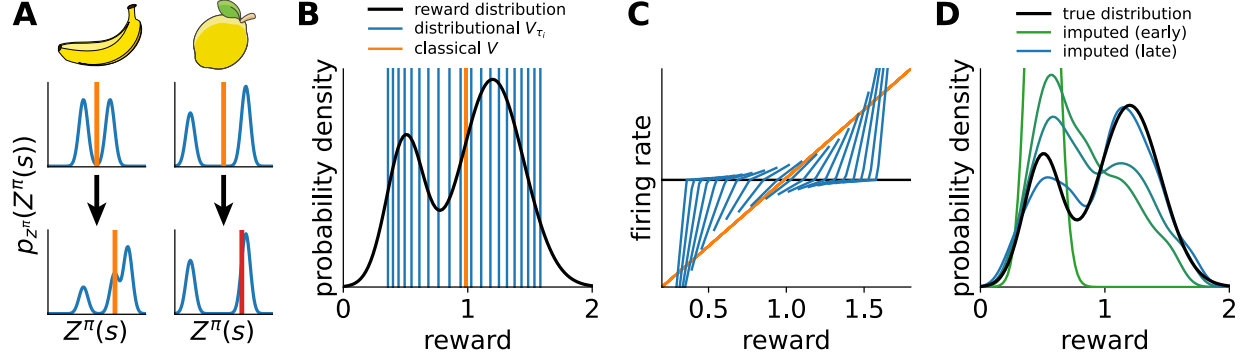 A
p_{Z^π}(Z^π(s))
Z^π(s)
Z^π(s)
B
reward distribution
distributional V_{τ_i}
classical V
probability density
0
1
2
reward
C
firing rate
0.5
1.0
1.5
reward
D
true distribution
imputed (early)
imputed (late)
probability density
0
1
2
reward